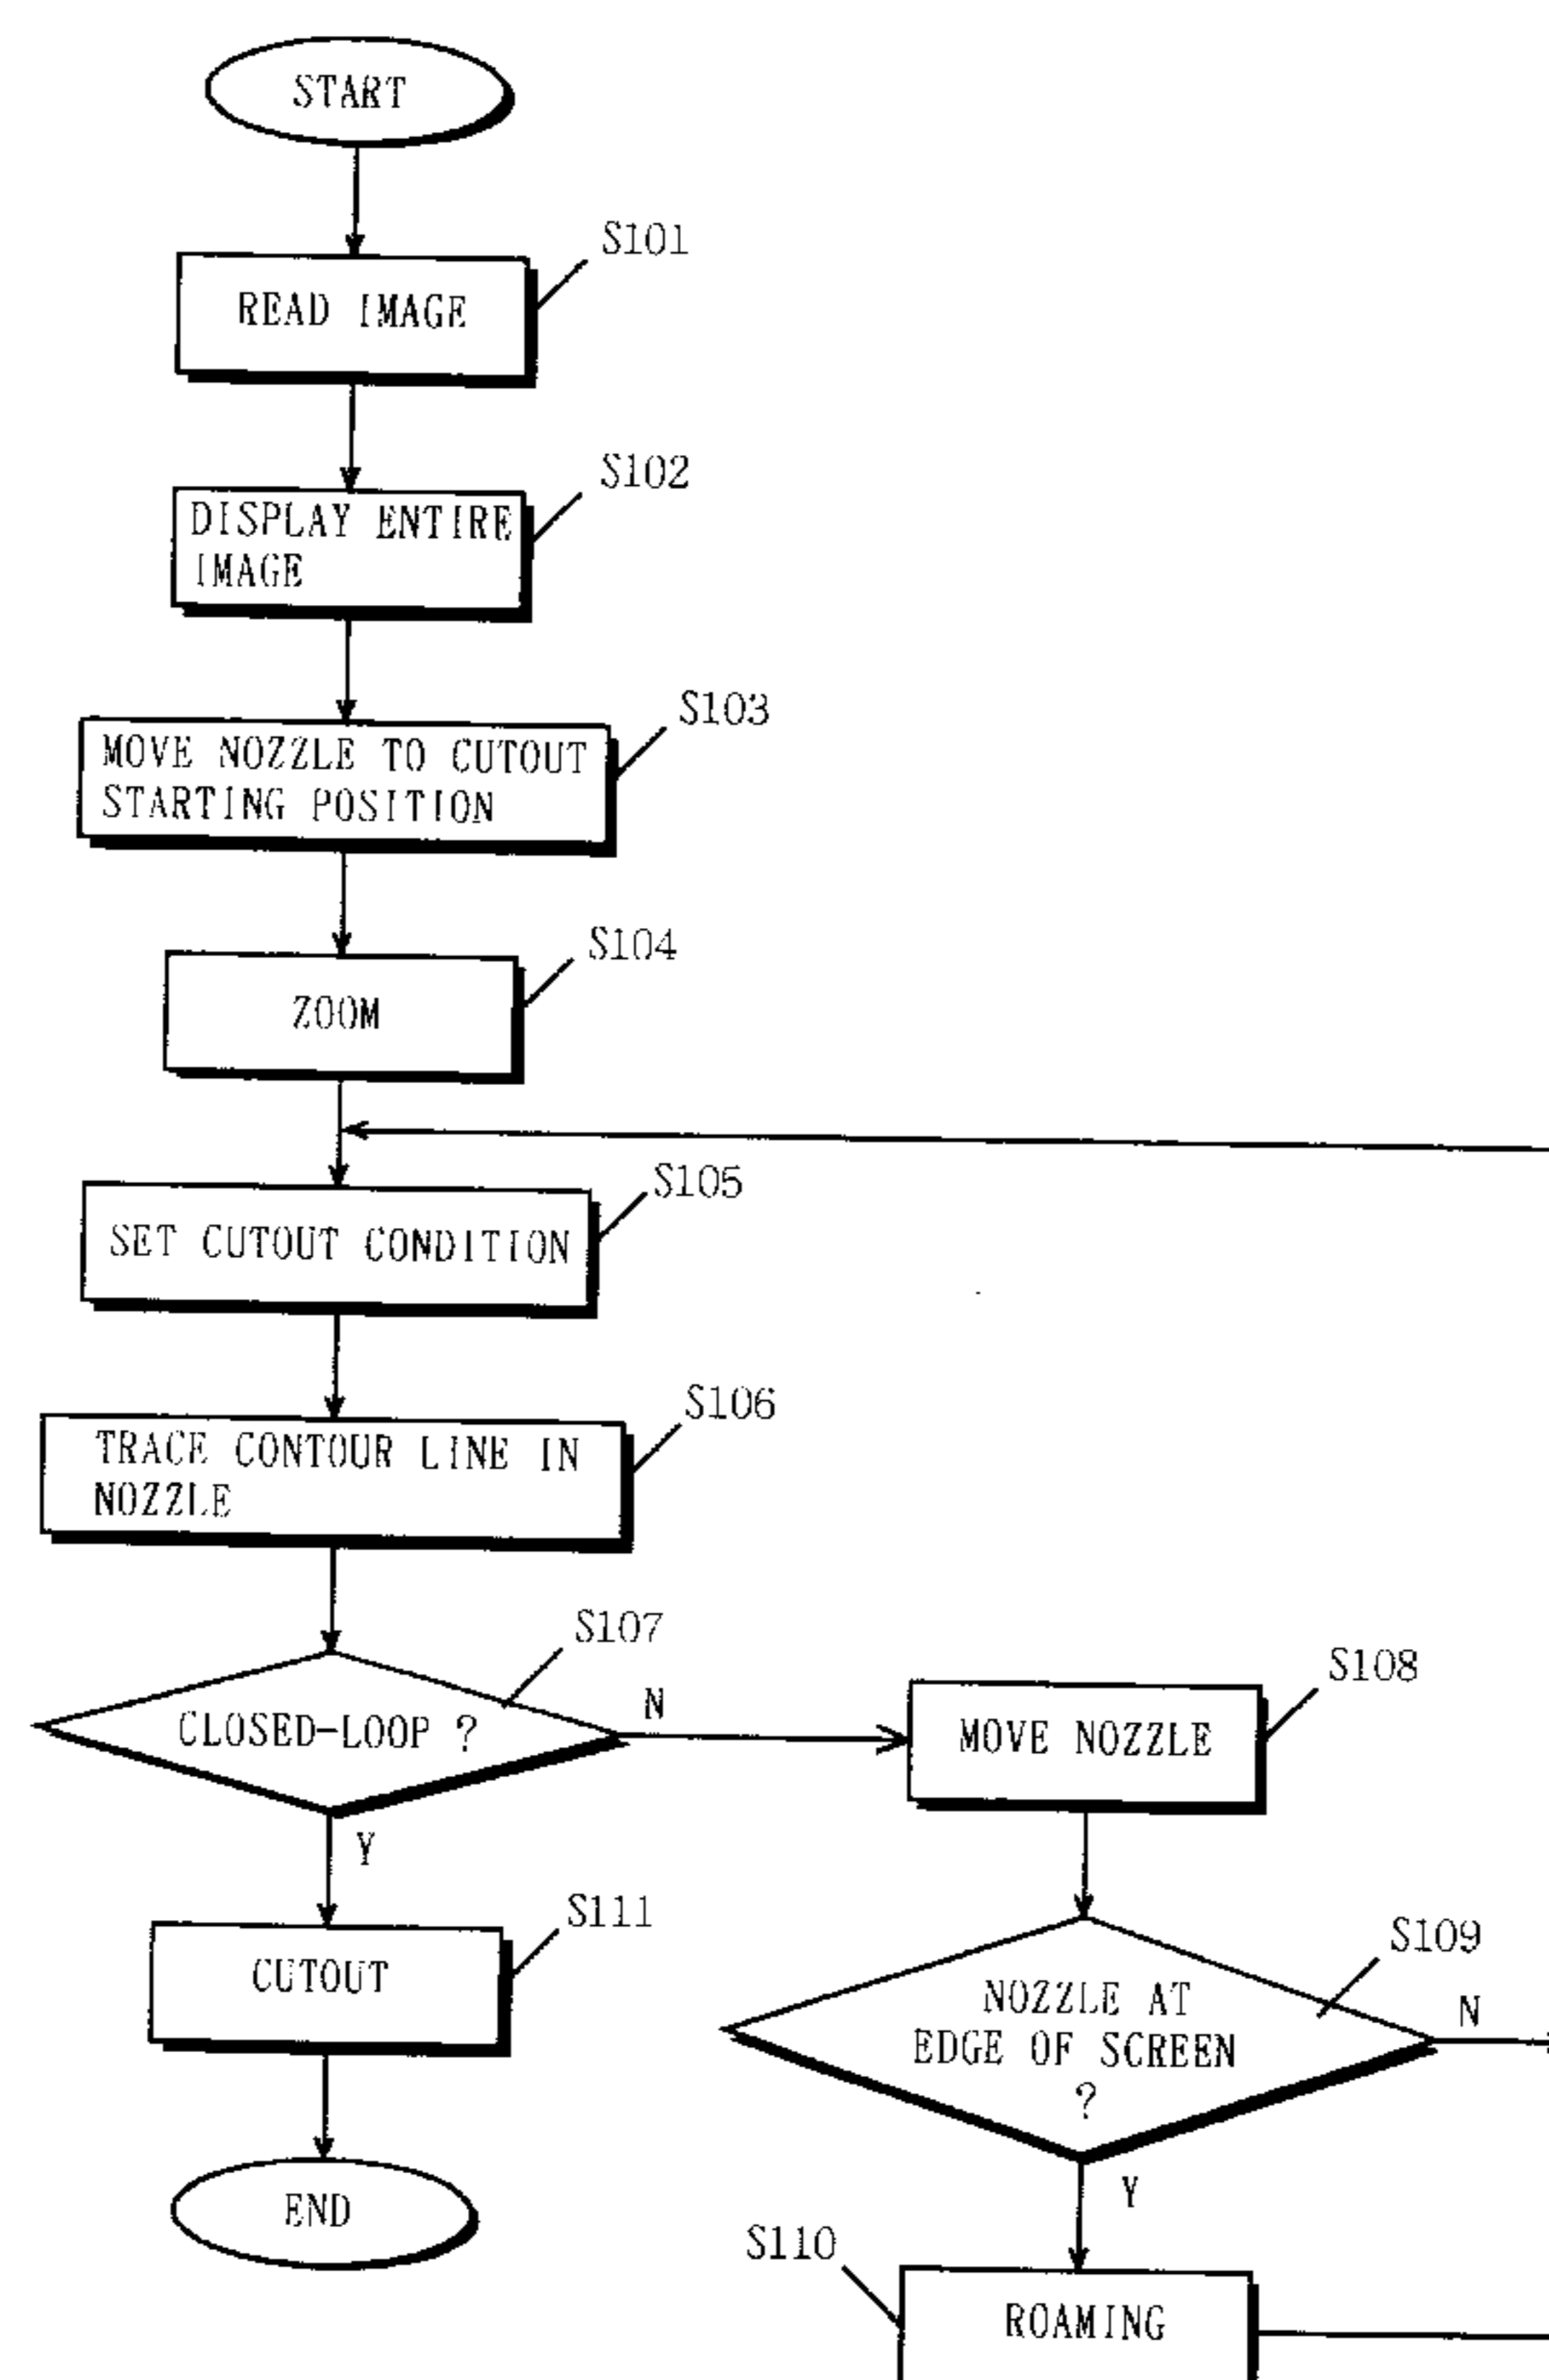 START
S101
READ IMAGE
S102
DISPLAY ENTIRE
IMAGE
S103
MOVE NOZZLE TO CUTOUT
STARTING POSITION
S104
ZOOM
S105
SET CUTOUT CONDITION
S106
TRACE CONTOUR LINE IN
NOZZLE
S107
CLOSED-LOOP ?
N
S108
MOVE NOZZLE
Y
S111
CUTOUT
S109
NOZZLE AT
EDGE OF SCREEN
?
N
Y
END
S110
ROAMING